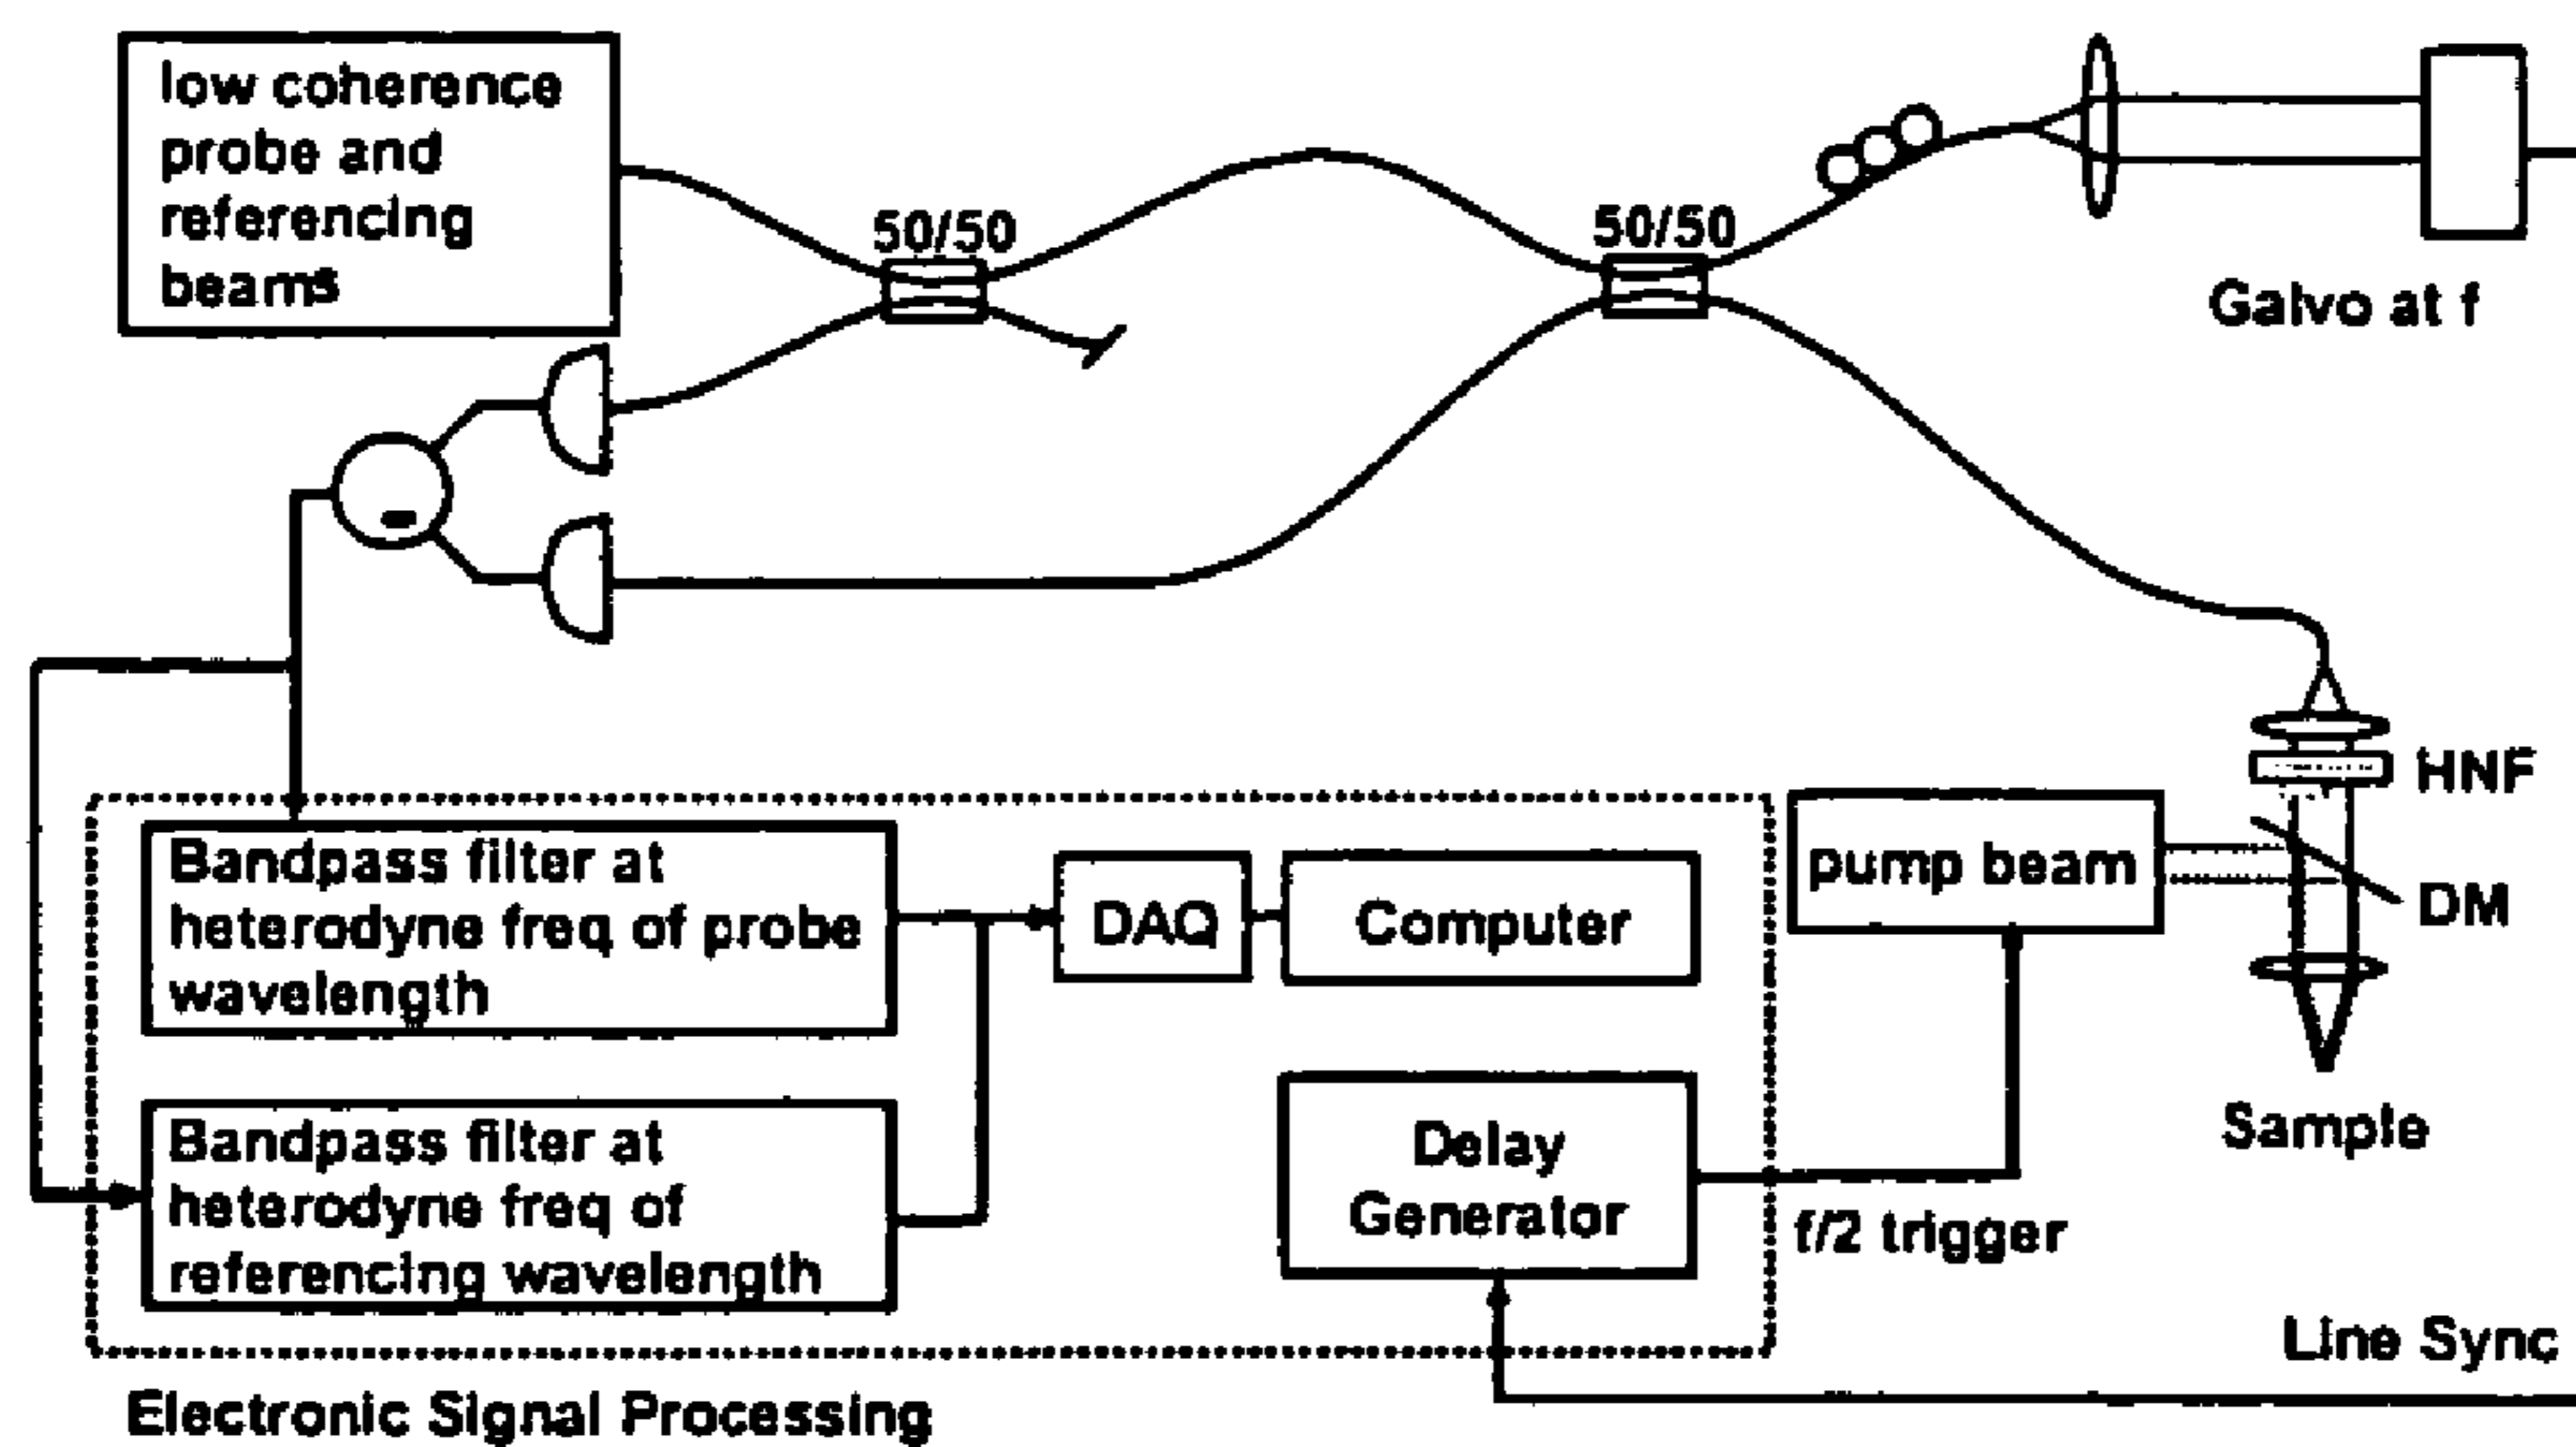 low coherence
probe and
referencing
beams
50/50
50/50
Galvo at f
HNF
DM
Sample
pump beam
Bandpass filter at
heterodyne freq of probe
wavelength
DAQ
Computer
Bandpass filter at
heterodyne freq of
referencing wavelength
Delay
Generator
f/2 trigger
Line Sync
Electronic Signal Processing